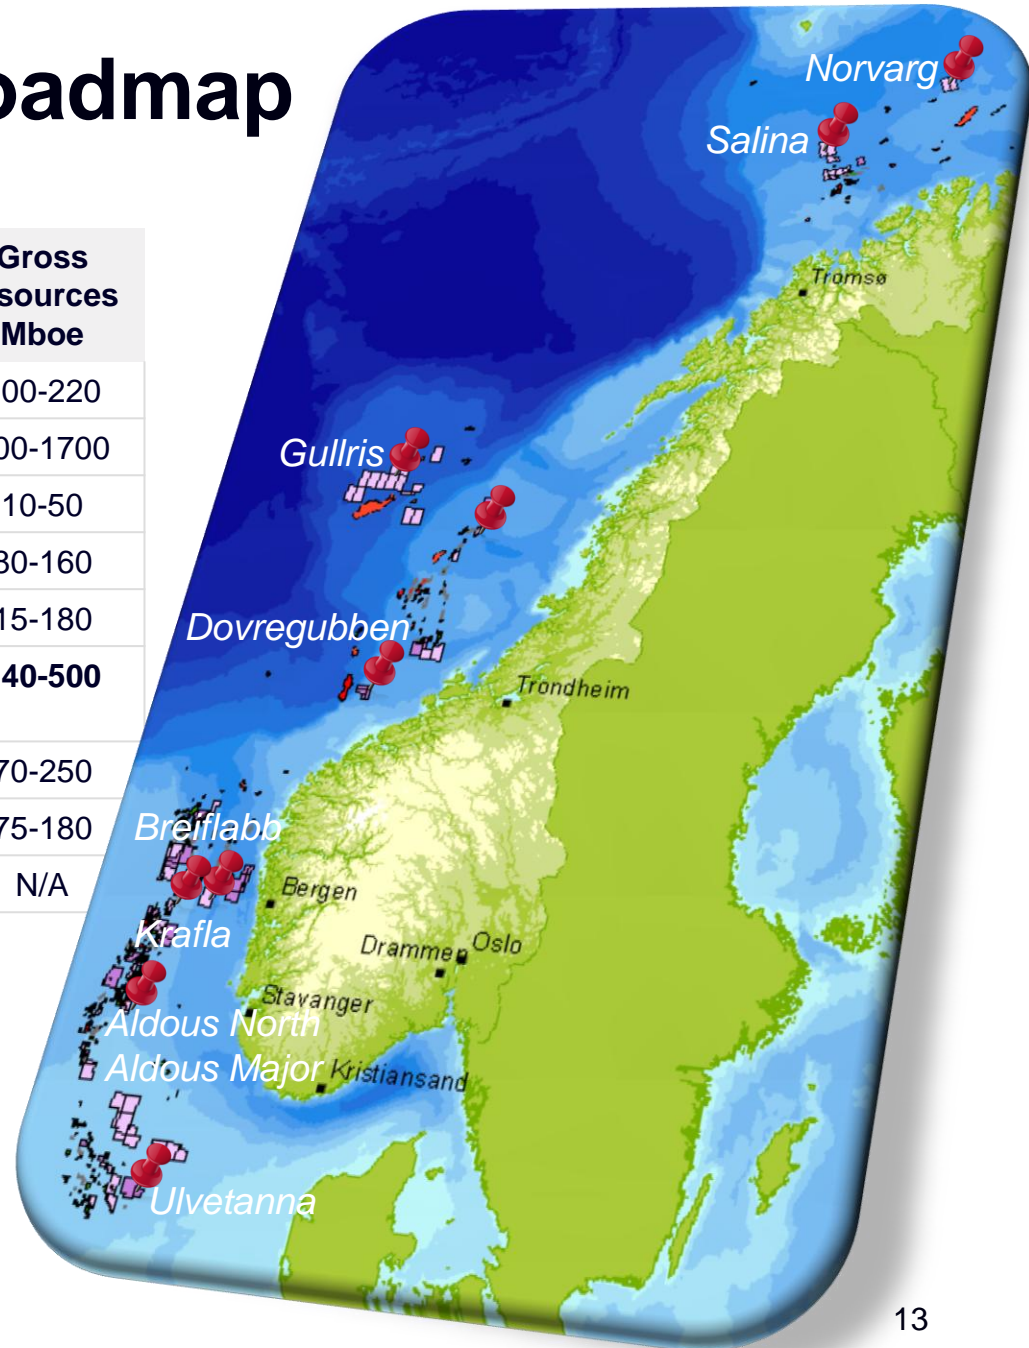 oadmap
Gross
sources
Mboe
00-220
00-1700
10-50
30-160
15-180
40-500
70-250
75-180
N/A
Norvarg
Salina
Tromsø
Gullris
Dovregubben
Trondheim
Breiflabb
Bergen
Krafla
Drammen
Oslo
Stavanger
Aldous North
Aldous Major
Kristiansand
Ulvetanna
13